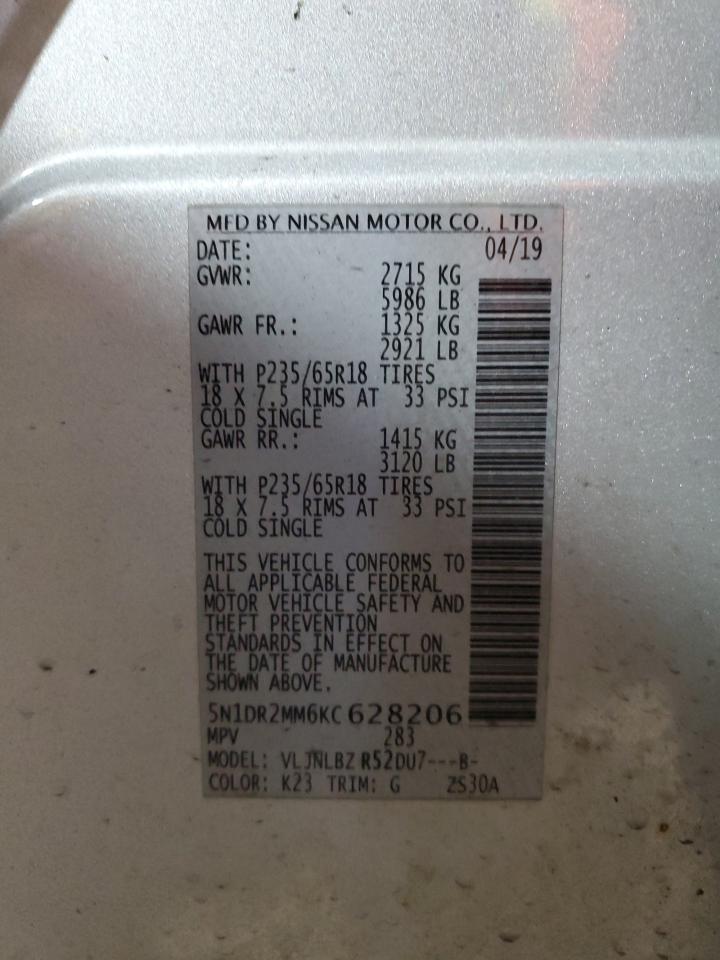 MFD BY NISSAN MOTOR CO., LTD.
DATE: 04/19
GVWR: 2715 KG
5986 LB
GAWR FR.: 1325 KG
2921 LB
WITH P235/65R18 TIRES
18 X 7.5 RIMS AT 33 PSI
COLD SINGLE
GAWR RR.: 1415 KG
3120 LB
WITH P235/65R18 TIRES
18 X 7.5 RIMS AT 33 PSI
COLD SINGLE
THIS VEHICLE CONFORMS TO
ALL APPLICABLE FEDERAL
MOTOR VEHICLE SAFETY AND
THEFT PREVENTION
STANDARDS IN EFFECT ON
THE DATE OF MANUFACTURE
SHOWN ABOVE.
5N1DR2MM6KC628206
MPV 283
MODEL: VLJNLBZ R52DU7---B-
COLOR: K23 TRIM: G ZS30A